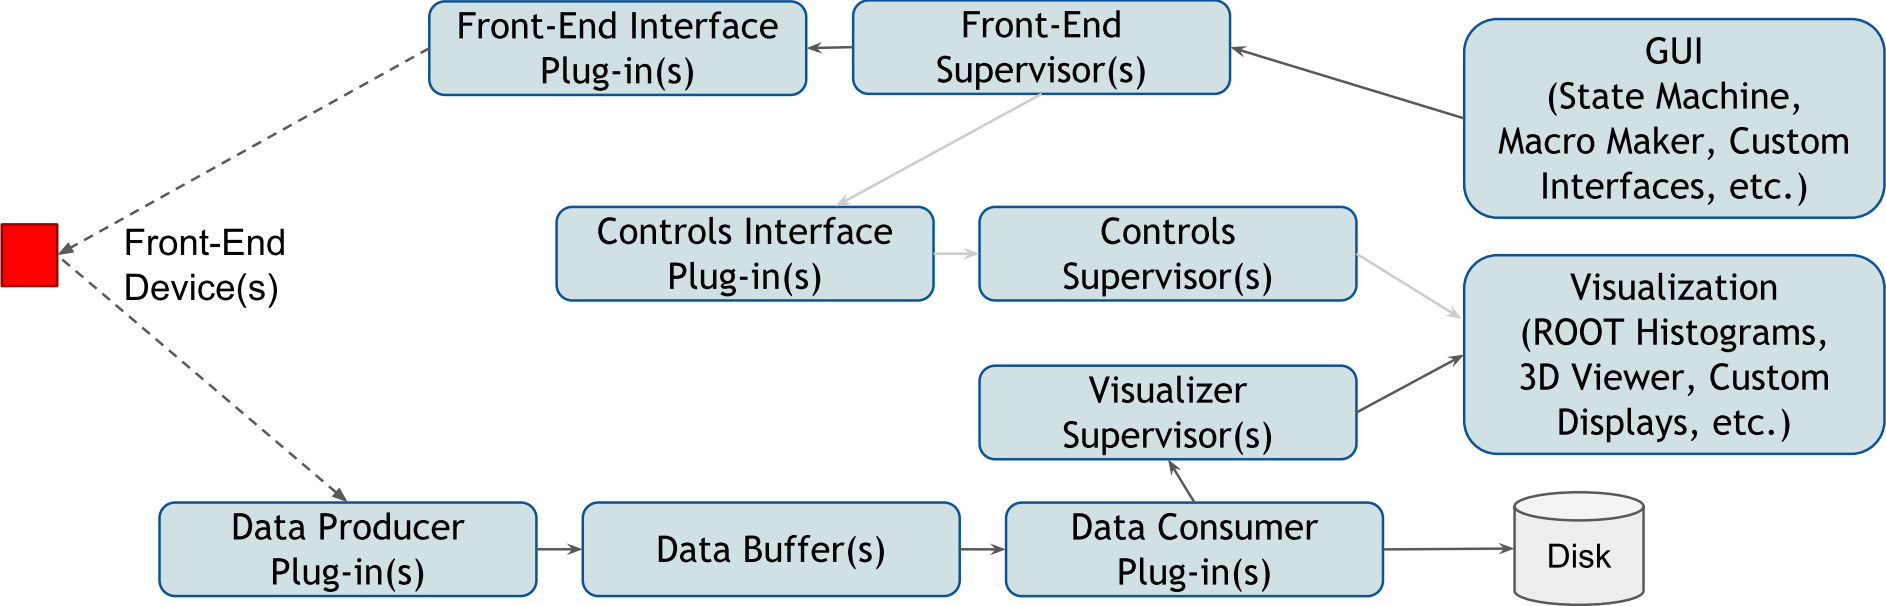 Front-End Interface
Plug-in(s)
Front-End
Supervisor(s)
GUI
(State Machine,
Macro Maker, Custom
Interfaces, etc.)
Front-End
Device(s)
Controls Interface
Plug-in(s)
Controls
Supervisor(s)
Visualization
(ROOT Histograms,
3D Viewer, Custom
Displays, etc.)
Visualizer
Supervisor(s)
Data Producer
Plug-in(s)
Data Buffer(s)
Data Consumer
Plug-in(s)
Disk